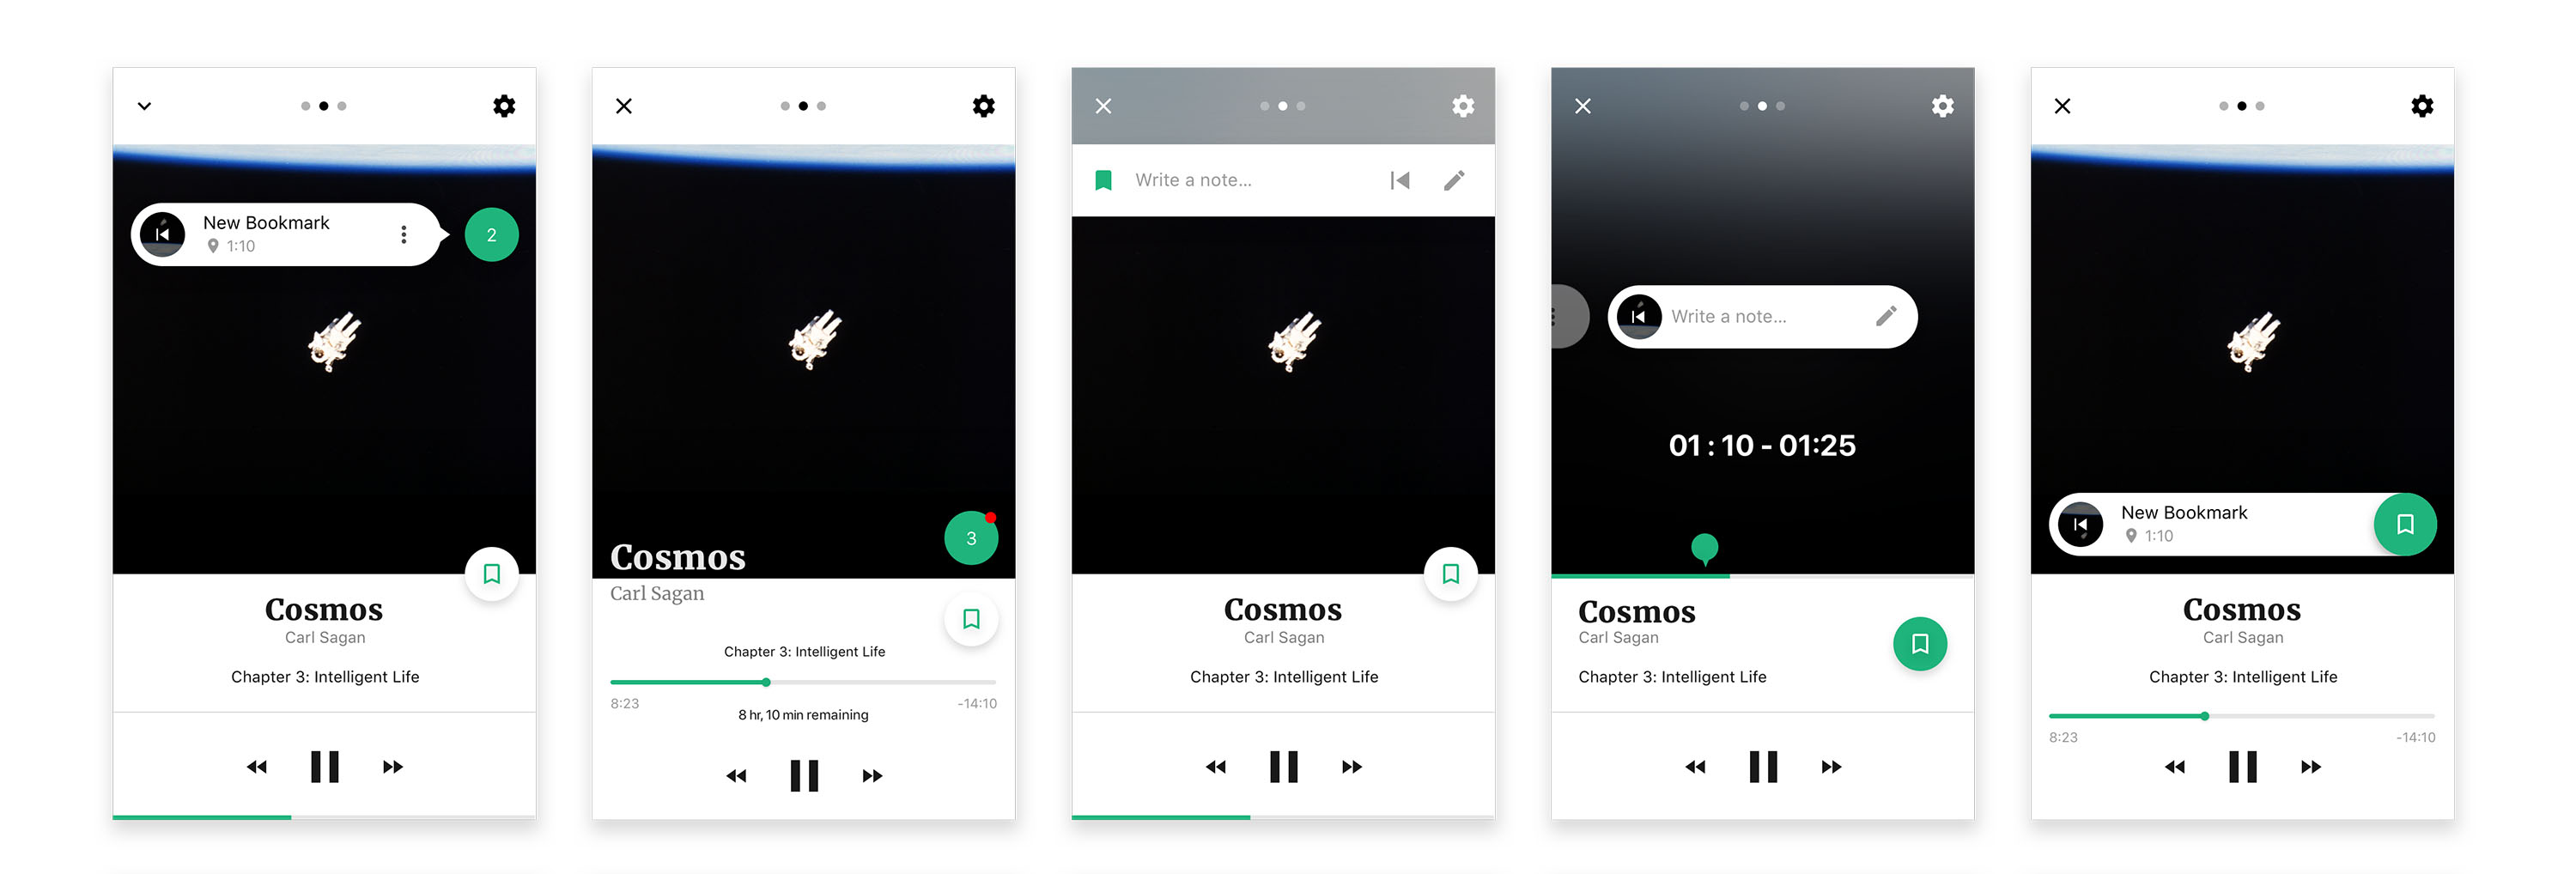 New Bookmark
1:10
2
Cosmos
Carl Sagan
Chapter 3: Intelligent Life
3
Cosmos
Carl Sagan
Chapter 3: Intelligent Life
8:23
-14:10
8 hr, 10 min remaining
Write a note...
Cosmos
Carl Sagan
Chapter 3: Intelligent Life
Write a note...
01 : 10 - 01:25
Cosmos
Carl Sagan
Chapter 3: Intelligent Life
New Bookmark
1:10
Cosmos
Carl Sagan
Chapter 3: Intelligent Life
8:23
-14:10